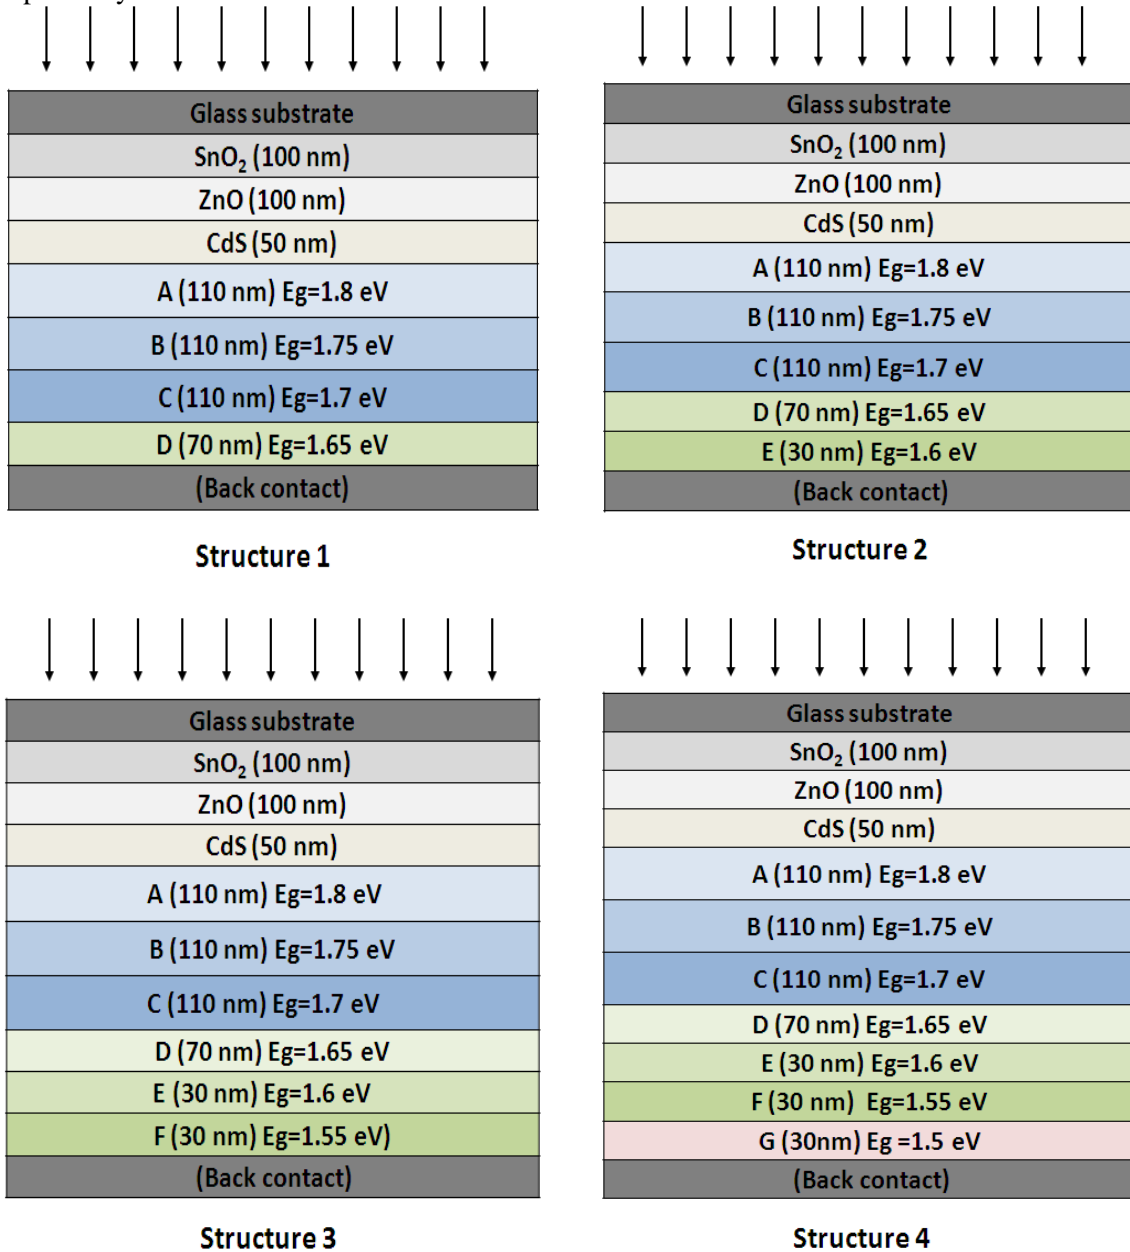 Glass substrate
SnO₂ (100 nm)
ZnO (100 nm)
CdS (50 nm)
A (110 nm) Eg=1.8 eV
B (110 nm) Eg=1.75 eV
C (110 nm) Eg=1.7 eV
D (70 nm) Eg=1.65 eV
(Back contact)
Structure 1
Glass substrate
SnO₂ (100 nm)
ZnO (100 nm)
CdS (50 nm)
A (110 nm) Eg=1.8 eV
B (110 nm) Eg=1.75 eV
C (110 nm) Eg=1.7 eV
D (70 nm) Eg=1.65 eV
E (30 nm) Eg=1.6 eV
(Back contact)
Structure 2
Glass substrate
SnO₂ (100 nm)
ZnO (100 nm)
CdS (50 nm)
A (110 nm) Eg=1.8 eV
B (110 nm) Eg=1.75 eV
C (110 nm) Eg=1.7 eV
D (70 nm) Eg=1.65 eV
E (30 nm) Eg=1.6 eV
F (30 nm) Eg=1.55 eV)
(Back contact)
Structure 3
Glass substrate
SnO₂ (100 nm)
ZnO (100 nm)
CdS (50 nm)
A (110 nm) Eg=1.8 eV
B (110 nm) Eg=1.75 eV
C (110 nm) Eg=1.7 eV
D (70 nm) Eg=1.65 eV
E (30 nm) Eg=1.6 eV
F (30 nm) Eg=1.55 eV
G (30nm) Eg =1.5 eV
(Back contact)
Structure 4